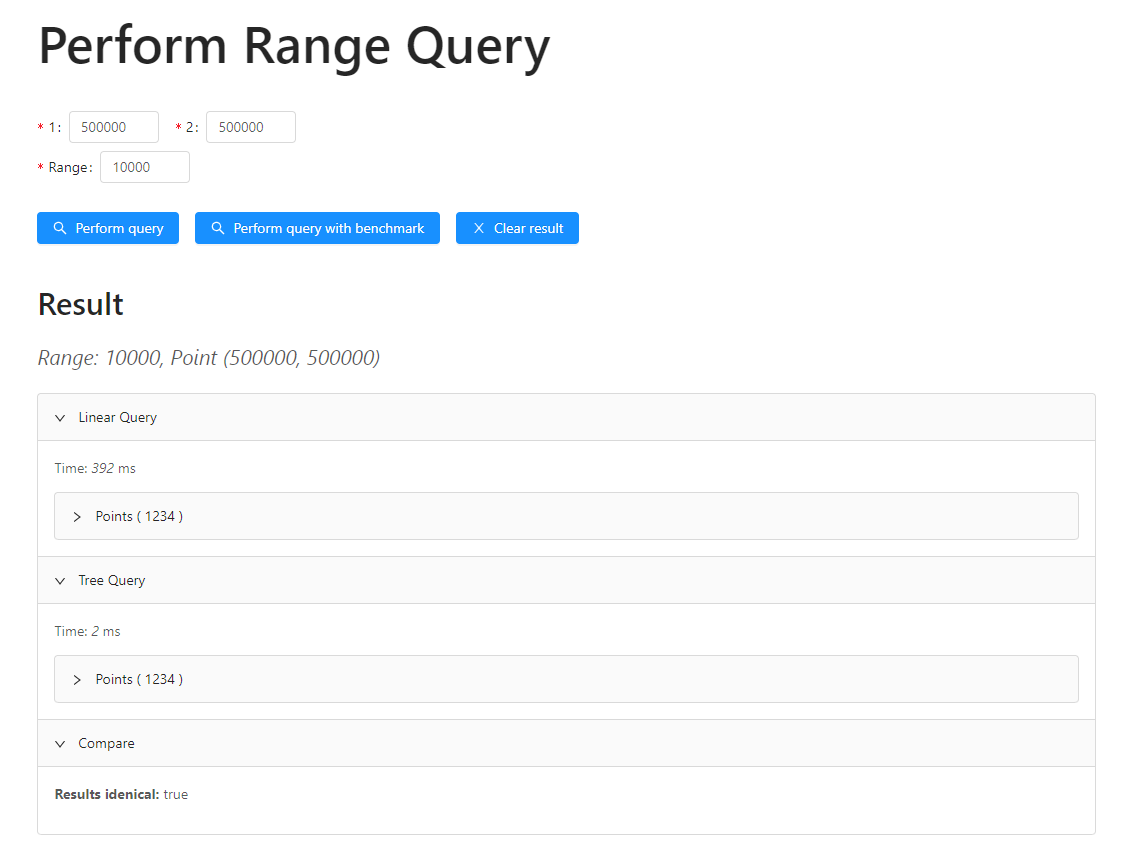 Perform Range Query
* 1: 500000 * 2: 500000
* Range: 10000
Perform query Perform query with benchmark Clear result
Result
Range: 10000, Point (500000, 500000)
Linear Query
Time: 392 ms
Points ( 1234 )
Tree Query
Time: 2 ms
Points ( 1234 )
Compare
Results idenical: true